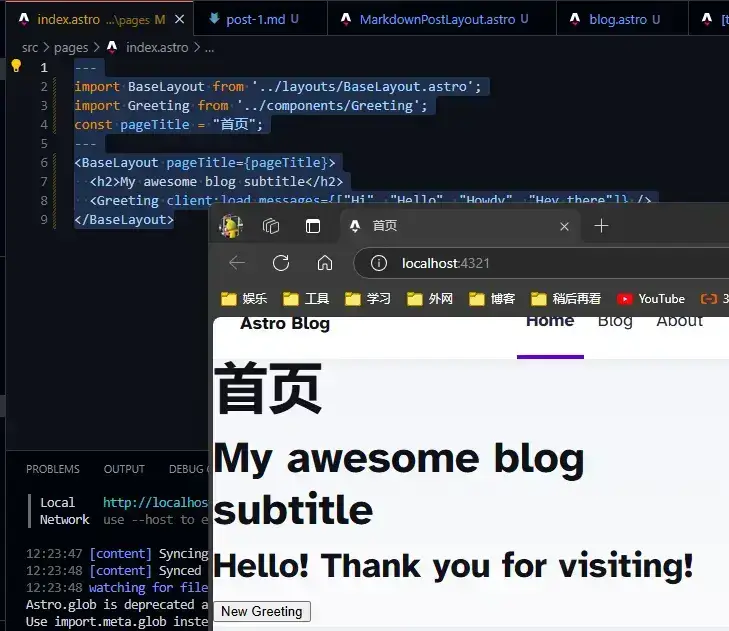 index.astro ...\pages M
post-1.md U
MarkdownPostLayout.astro U
blog.astro U
src > pages > index.astro > ...
1 ---
2 import BaseLayout from '../layouts/BaseLayout.astro';
3 import Greeting from '../components/Greeting';
4 const pageTitle = "首页";
5 ---
6 <BaseLayout pageTitle={pageTitle}>
7 <h2>My awesome blog subtitle</h2>
8 <Greeting client:load messages={["Hi", "Hello", "Howdy", "Hey there"]} />
9 </BaseLayout>
首页
localhost:4321
娱乐 工具 学习 外网 博客 稍后再看 YouTube
Astro Blog Home Blog About
首页
My awesome blog
subtitle
Hello! Thank you for visiting!
New Greeting
PROBLEMS OUTPUT DEBUG
Local http://localhos
Network use --host to e
12:23:47 [content] Syncing
12:23:48 [content] Synced
12:23:48 watching for file
Astro.glob is deprecated a
Use import.meta.glob inste